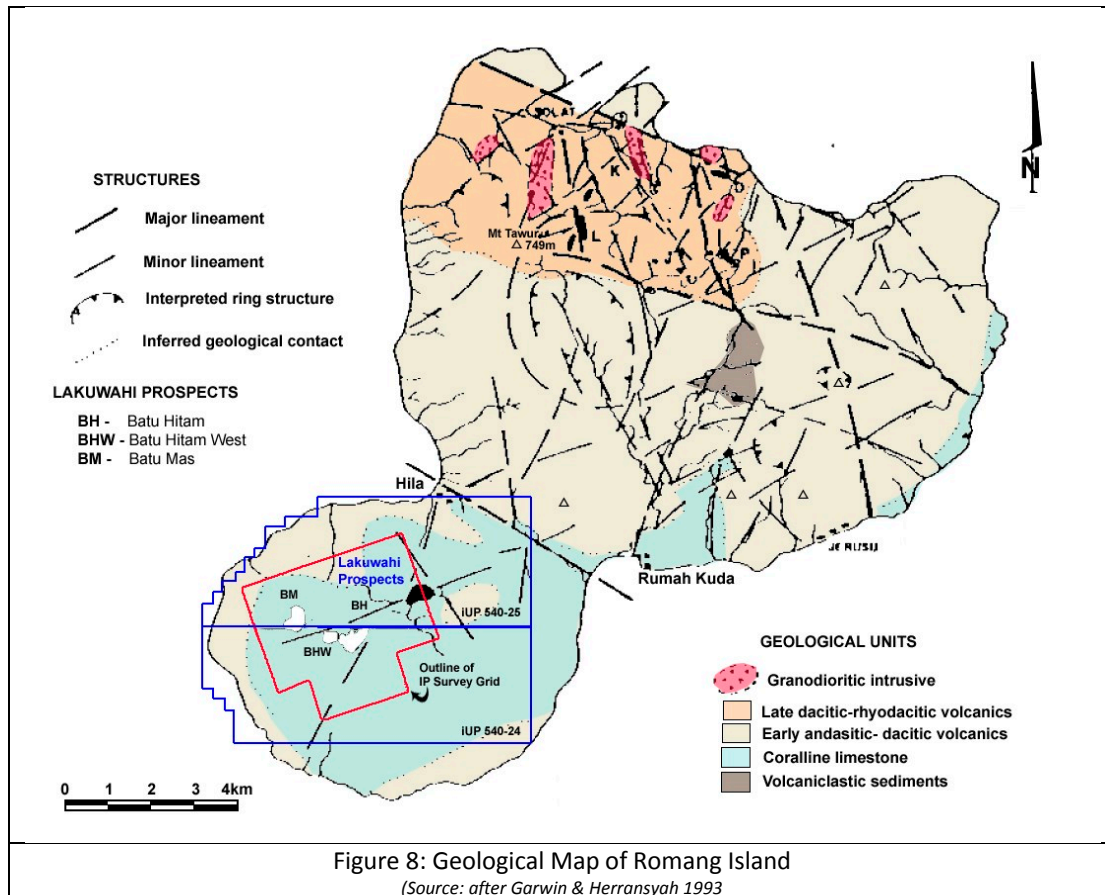 N
STRUCTURES
Major lineament
Minor lineament
Interpreted ring structure
Inferred geological contact
LAKUWAHI PROSPECTS
BH - Batu Hitam
BHW - Batu Hitam West
BM - Batu Mas
K
L
J
P
Mt Tawur
749m
Hila
Lakuwahi
Prospects
BM
BH
BHW
iUP 540-25
Outline of
IP Survey Grid
iUP 540-24
Rumah Kuda
GEOLOGICAL UNITS
Granodioritic intrusive
Late dacitic-rhyodacitic volcanics
Early andasitic- dacitic volcanics
Coralline limestone
Volcaniclastic sediments
0 1 2 3 4km
Figure 8: Geological Map of Romang Island
(Source: after Garwin & Herransyah 1993